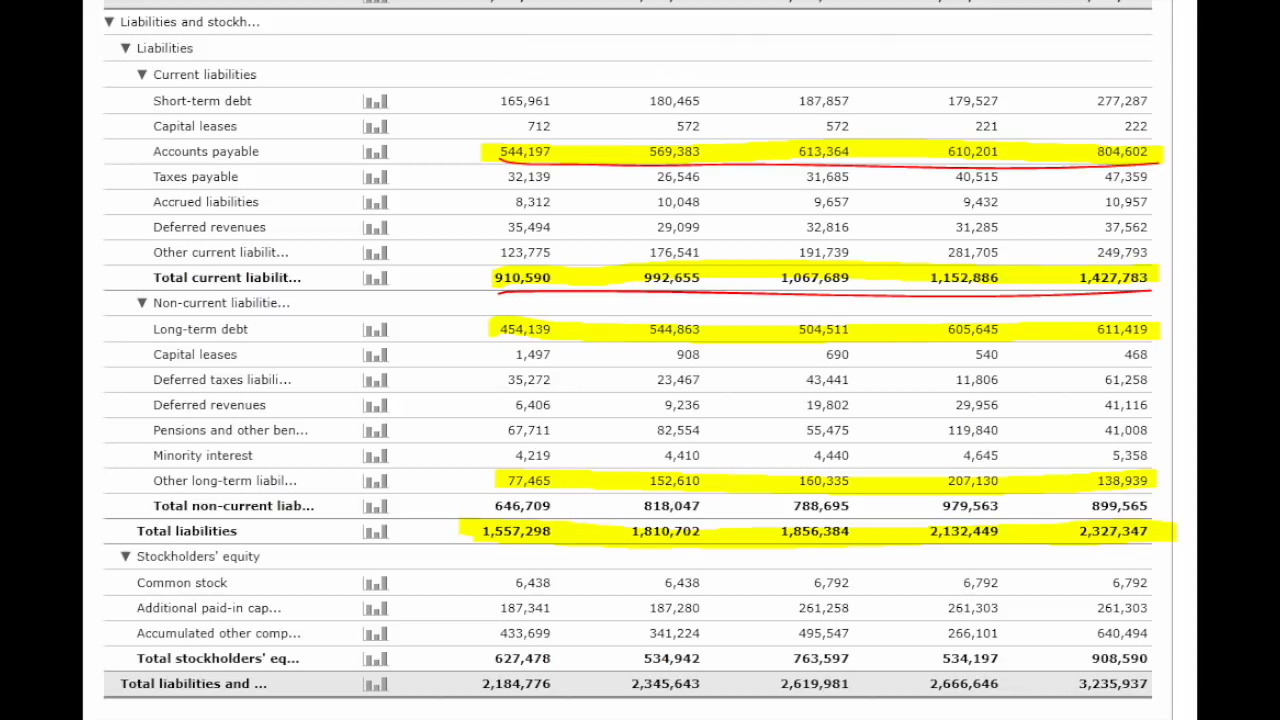 ▼ Liabilities and stockh...
▼ Liabilities
▼ Current liabilities
Short-term debt 165,961 180,465 187,857 179,527 277,287
Capital leases 712 572 572 221 222
Accounts payable 544,197 569,383 613,364 610,201 804,602
Taxes payable 32,139 26,546 31,685 40,515 47,359
Accrued liabilities 8,312 10,048 9,657 9,432 10,957
Deferred revenues 35,494 29,099 32,816 31,285 37,562
Other current liabilit... 123,775 176,541 191,739 281,705 249,793
Total current liabilit... 910,590 992,655 1,067,689 1,152,886 1,427,783
▼ Non-current liabilitie...
Long-term debt 454,139 544,863 504,511 605,645 611,419
Capital leases 1,497 908 690 540 468
Deferred taxes liabili... 35,272 23,467 43,441 11,806 61,258
Deferred revenues 6,406 9,236 19,802 29,956 41,116
Pensions and other ben... 67,711 82,554 55,475 119,840 41,008
Minority interest 4,219 4,410 4,440 4,645 5,358
Other long-term liabil... 77,465 152,610 160,335 207,130 138,939
Total non-current liab... 646,709 818,047 788,695 979,563 899,565
Total liabilities 1,557,298 1,810,702 1,856,384 2,132,449 2,327,347
▼ Stockholders' equity
Common stock 6,438 6,438 6,792 6,792 6,792
Additional paid-in cap... 187,341 187,280 261,258 261,303 261,303
Accumulated other comp... 433,699 341,224 495,547 266,101 640,494
Total stockholders' eq... 627,478 534,942 763,597 534,197 908,590
Total liabilities and ... 2,184,776 2,345,643 2,619,981 2,666,646 3,235,937